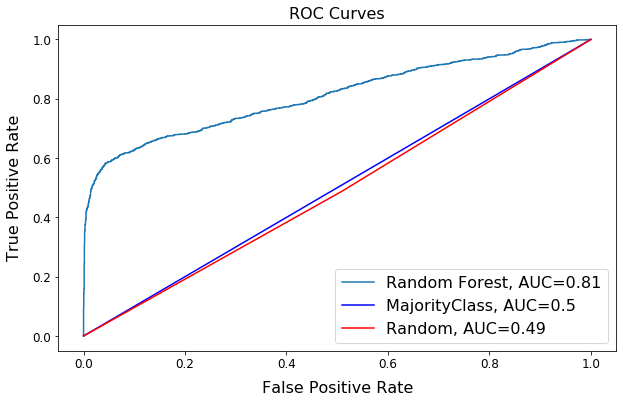 ROC Curves
True Positive Rate
1.0
0.8
0.6
0.4
0.2
0.0
Random Forest, AUC=0.81
MajorityClass, AUC=0.5
Random, AUC=0.49
0.0 0.2 0.4 0.6 0.8 1.0
False Positive Rate